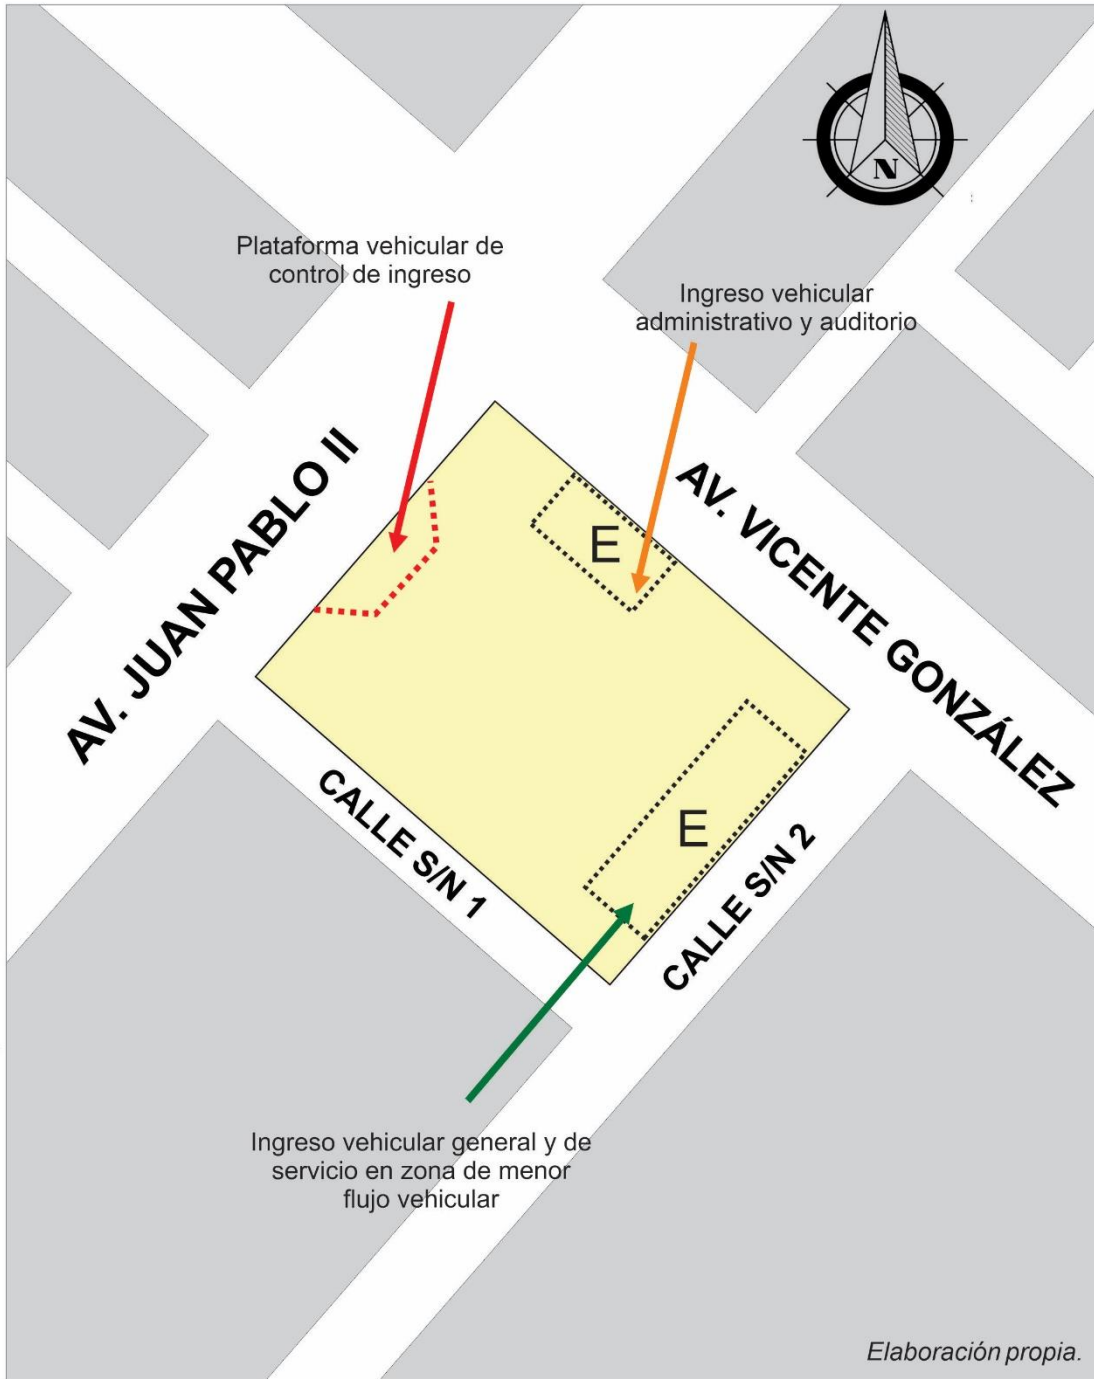 N
Plataforma vehicular de
control de ingreso
Ingreso vehicular
administrativo y auditorio
AV. JUAN PABLO II
E
AV. VICENTE GONZÁLEZ
E
CALLE S/N 1
CALLE S/N 2
Ingreso vehicular general y de
servicio en zona de menor
flujo vehicular
Elaboración propia.